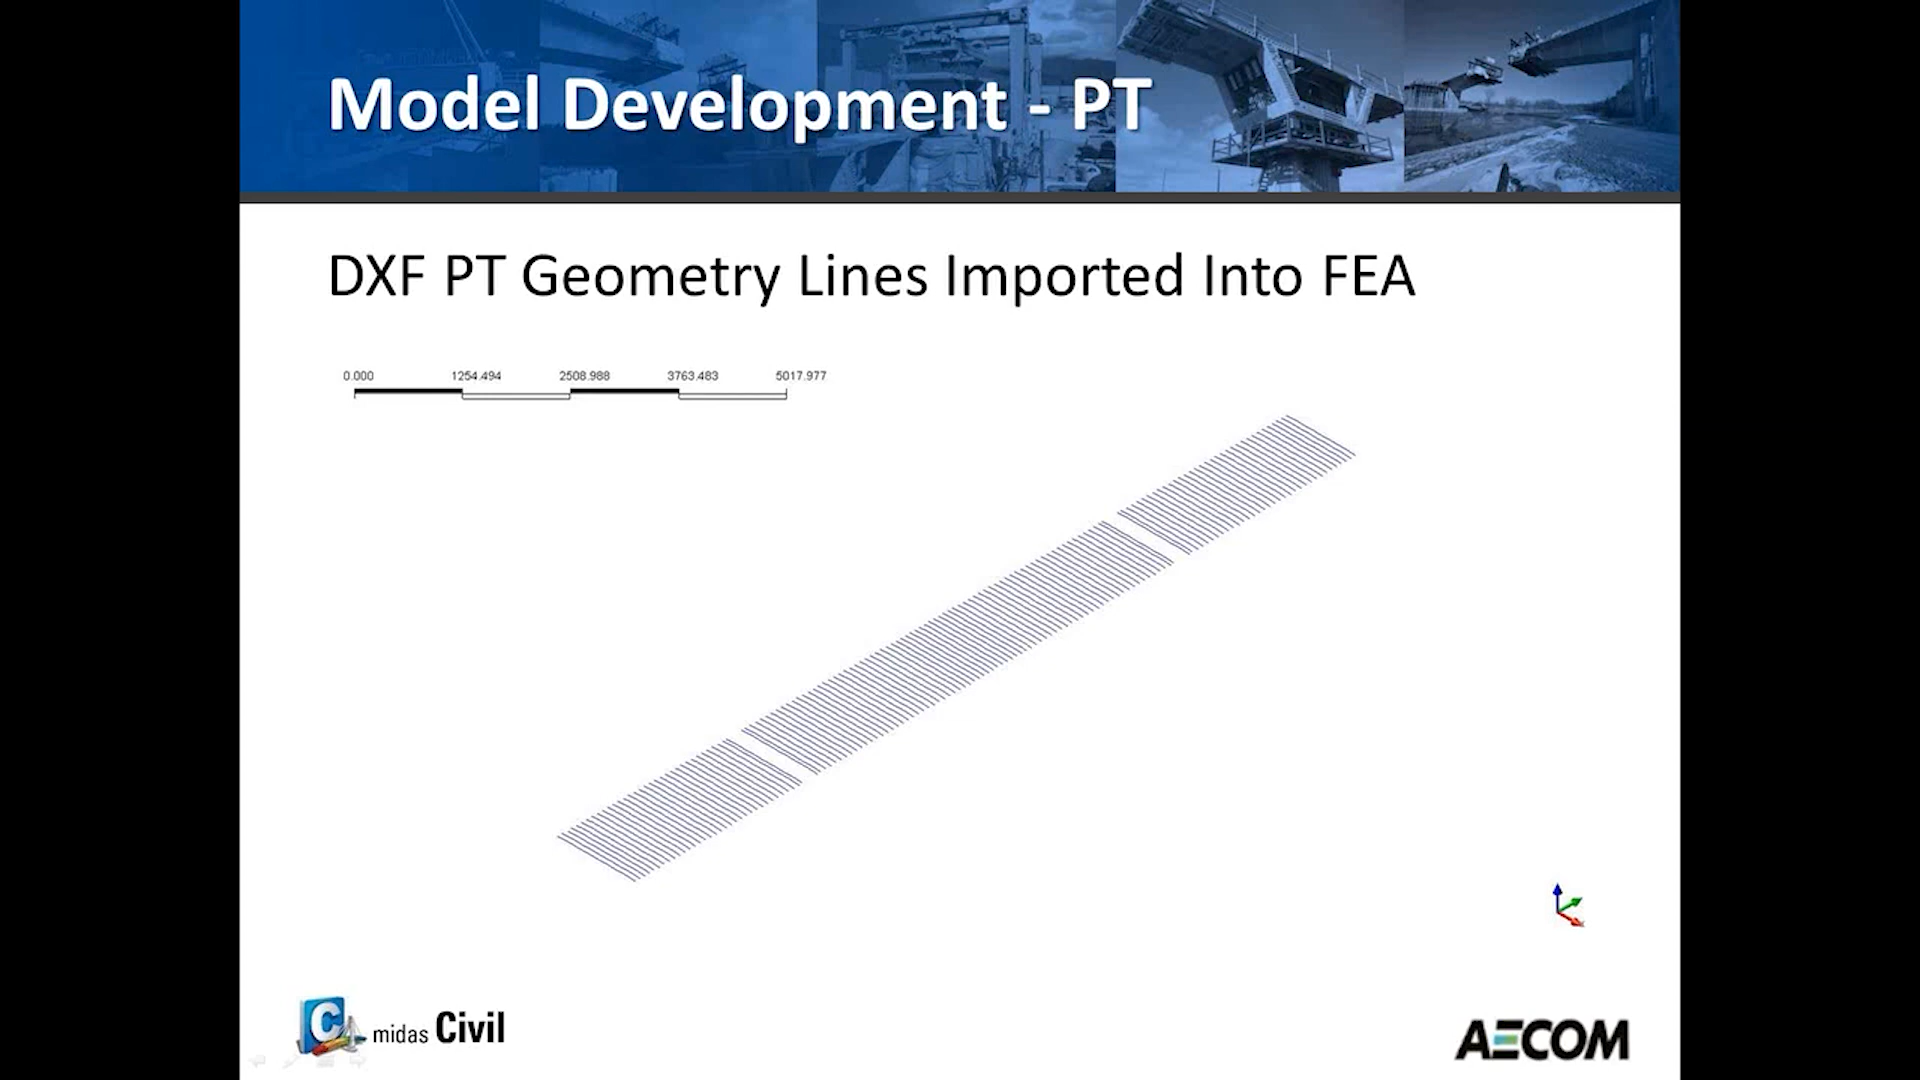 Model Development - PT
DXF PT Geometry Lines Imported Into FEA
0.000 1254.494 2508.988 3763.483 5017.977
C midas Civil
AECOM